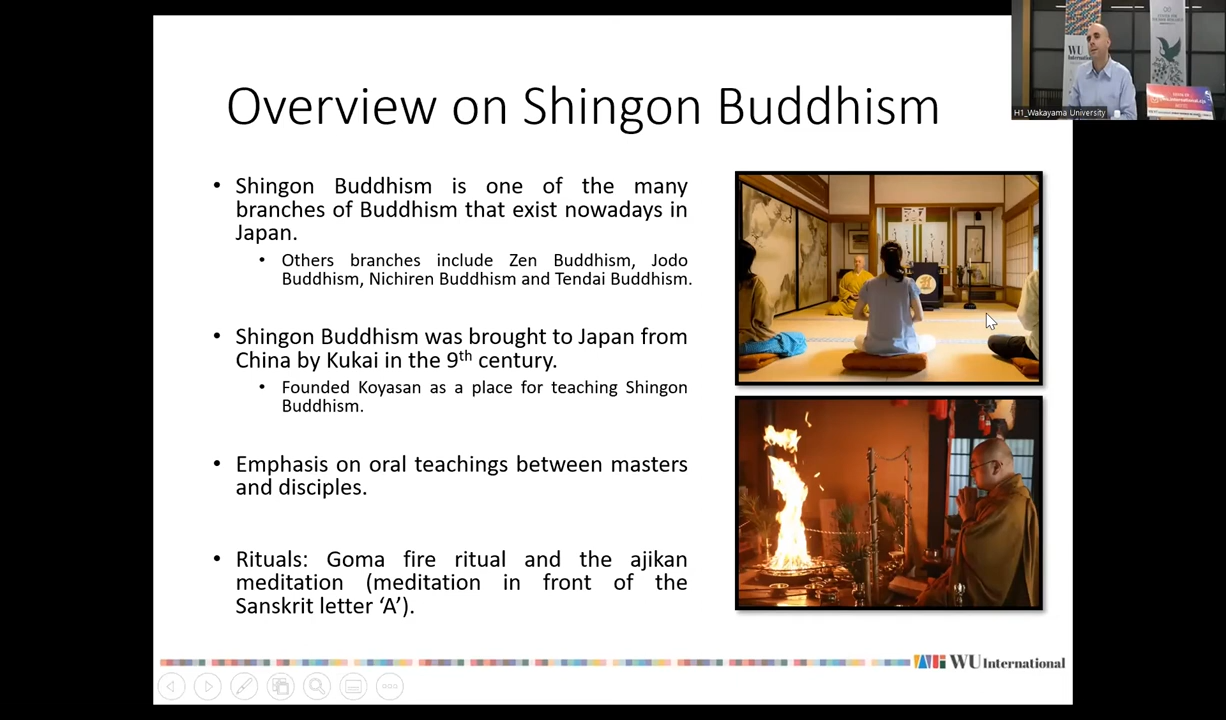 Overview on Shingon Buddhism
• Shingon Buddhism is one of the many
branches of Buddhism that exist nowadays in
Japan.
• Others branches include Zen Buddhism, Jodo
Buddhism, Nichiren Buddhism and Tendai Buddhism.
• Shingon Buddhism was brought to Japan from
China by Kukai in the 9th century.
• Founded Koyasan as a place for teaching Shingon
Buddhism.
• Emphasis on oral teachings between masters
and disciples.
• Rituals: Goma fire ritual and the ajikan
meditation (meditation in front of the
Sanskrit letter ‘A’).
WU International
WU
H1_Wakayama University